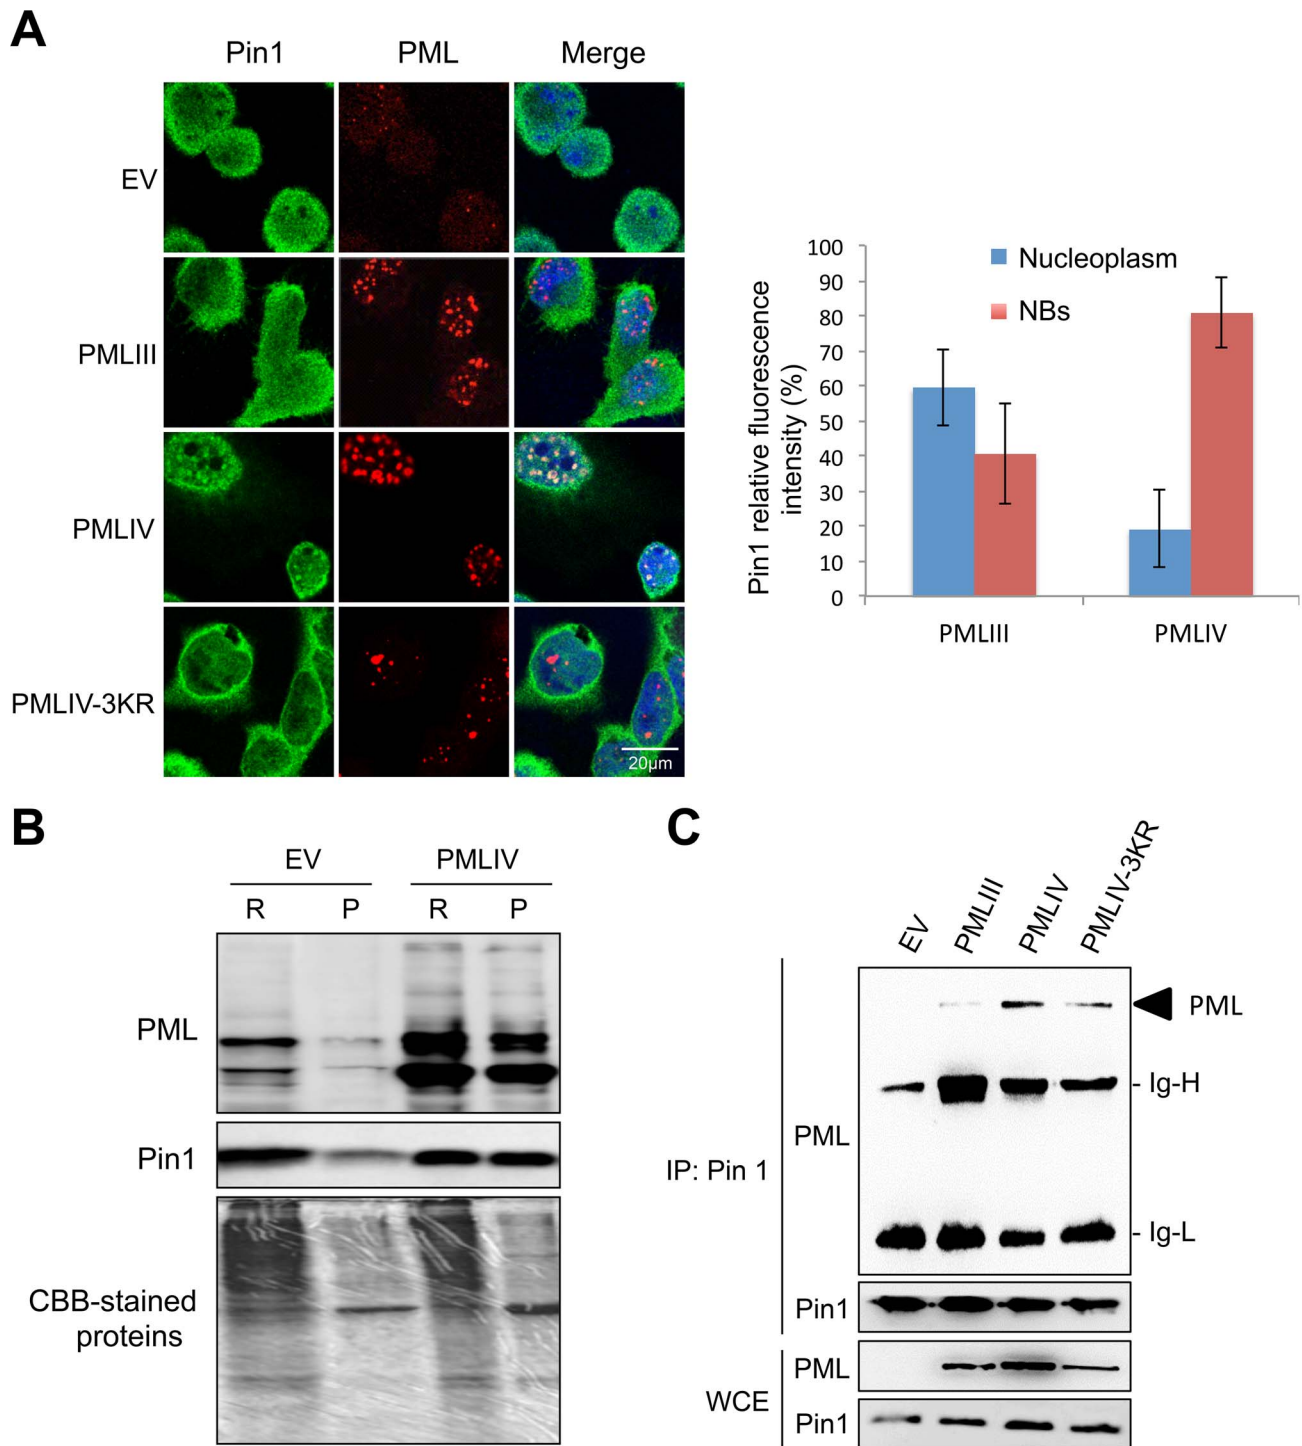 A
Pin1 PML Merge
EV
PMLIII
PMLIV
PMLIV-3KR
20µm
Pin1 relative fluorescence
intensity (%)
100
90
80
70
60
50
40
30
20
10
0
Nucleoplasm
NBs
PMLIII PMLIV
B
EV PMLIV
R P R P
PML
Pin1
CBB-stained
proteins
C
EV PMLIII PMLIV PMLIV-3KR
PML
Ig-H
PML
IP: Pin 1
Ig-L
Pin1
PML
WCE
Pin1